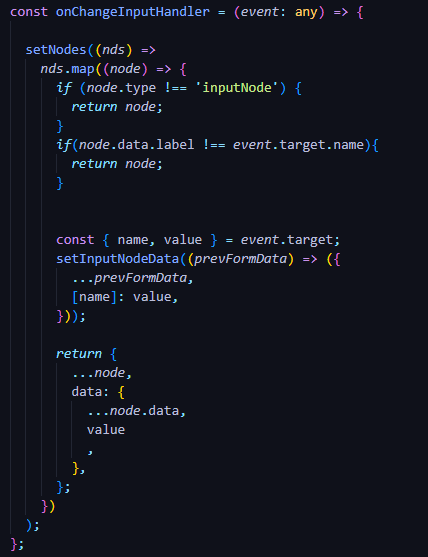 const onChangeInputHandler = (event: any) => {
setNodes((nds) =>
nds.map((node) => {
if (node.type !== 'inputNode') {
return node;
}
if(node.data.label !== event.target.name){
return node;
}
const { name, value } = event.target;
setInputNodeData((prevFormData) => ({
...prevFormData,
[name]: value,
}));
return {
...node,
data: {
...node.data,
value
,
},
};
})
);
};